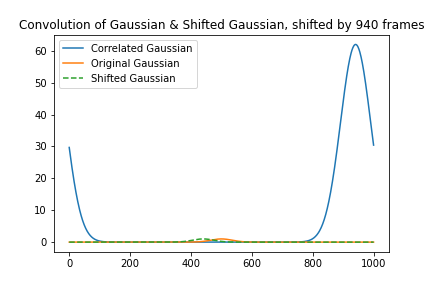 Convolution of Gaussian & Shifted Gaussian, shifted by 940 frames
Correlated Gaussian
Original Gaussian
Shifted Gaussian
60
50
40
30
20
10
0
0 200 400 600 800 1000